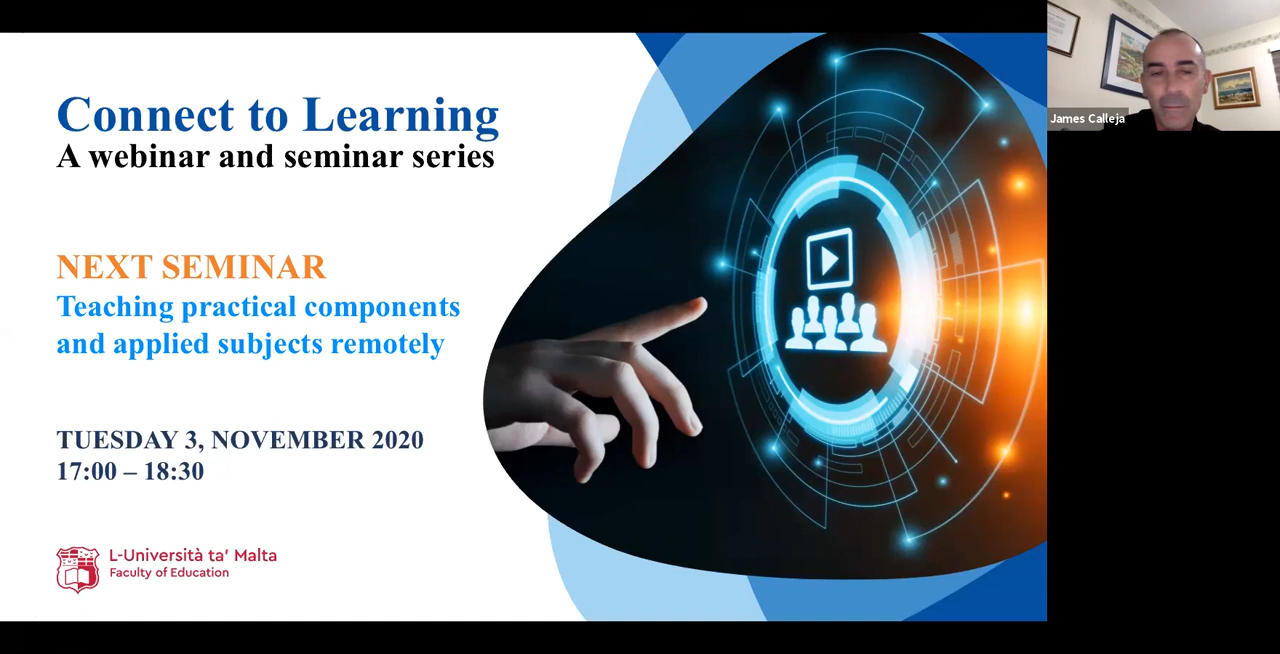 Connect to Learning
A webinar and seminar series
NEXT SEMINAR
Teaching practical components
and applied subjects remotely
TUESDAY 3, NOVEMBER 2020
17:00 – 18:30
L-Università ta' Malta
Faculty of Education
James Calleja